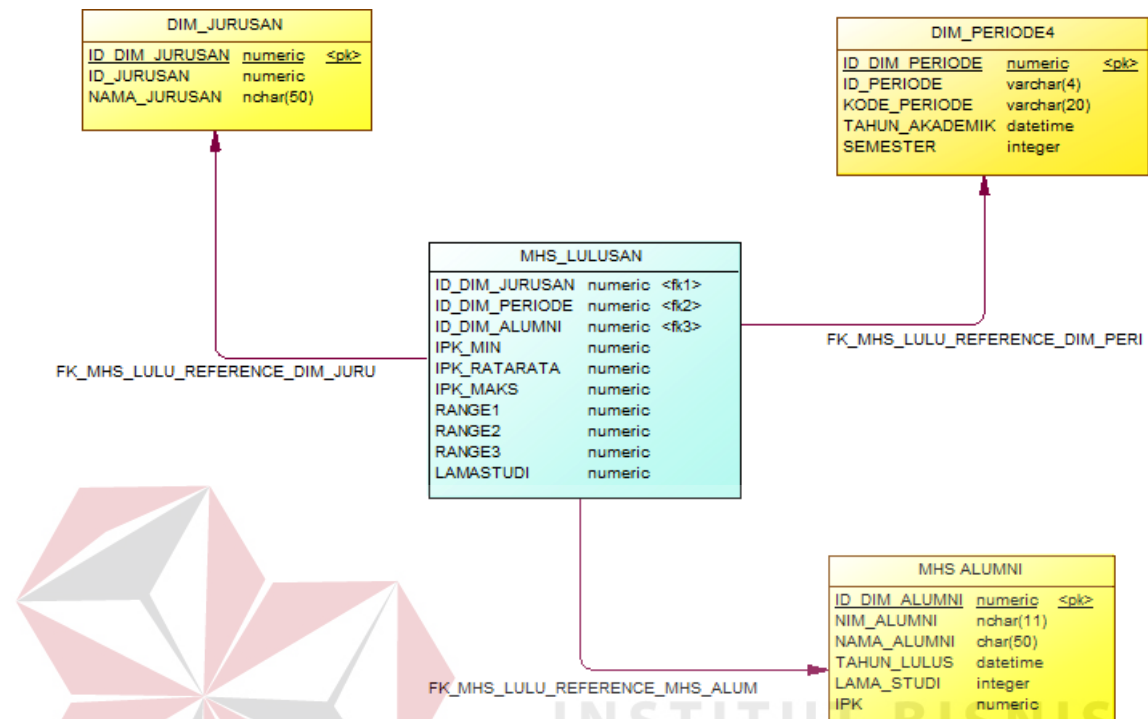 DIM_JURUSAN
ID_DIM_JURUSAN numeric <pk>
ID_JURUSAN numeric
NAMA_JURUSAN nchar(50)
DIM_PERIODE4
ID_DIM_PERIODE numeric <pk>
ID_PERIODE varchar(4)
KODE_PERIODE varchar(20)
TAHUN_AKADEMIK datetime
SEMESTER integer
MHS_LULUSAN
ID_DIM_JURUSAN numeric <fk1>
ID_DIM_PERIODE numeric <fk2>
ID_DIM_ALUMNI numeric <fk3>
IPK_MIN numeric
IPK_RATARATA numeric
IPK_MAKS numeric
RANGE1 numeric
RANGE2 numeric
RANGE3 numeric
LAMASTUDI numeric
FK_MHS_LULU_REFERENCE_DIM_PERI
FK_MHS_LULU_REFERENCE_DIM_JURU
MHS ALUMNI
ID_DIM_ALUMNI numeric <pk>
NIM_ALUMNI nchar(11)
NAMA_ALUMNI char(50)
TAHUN_LULUS datetime
LAMA_STUDI integer
IPK numeric
FK_MHS_LULU_REFERENCE_MHS_ALUM
INSTITUT BISNIS